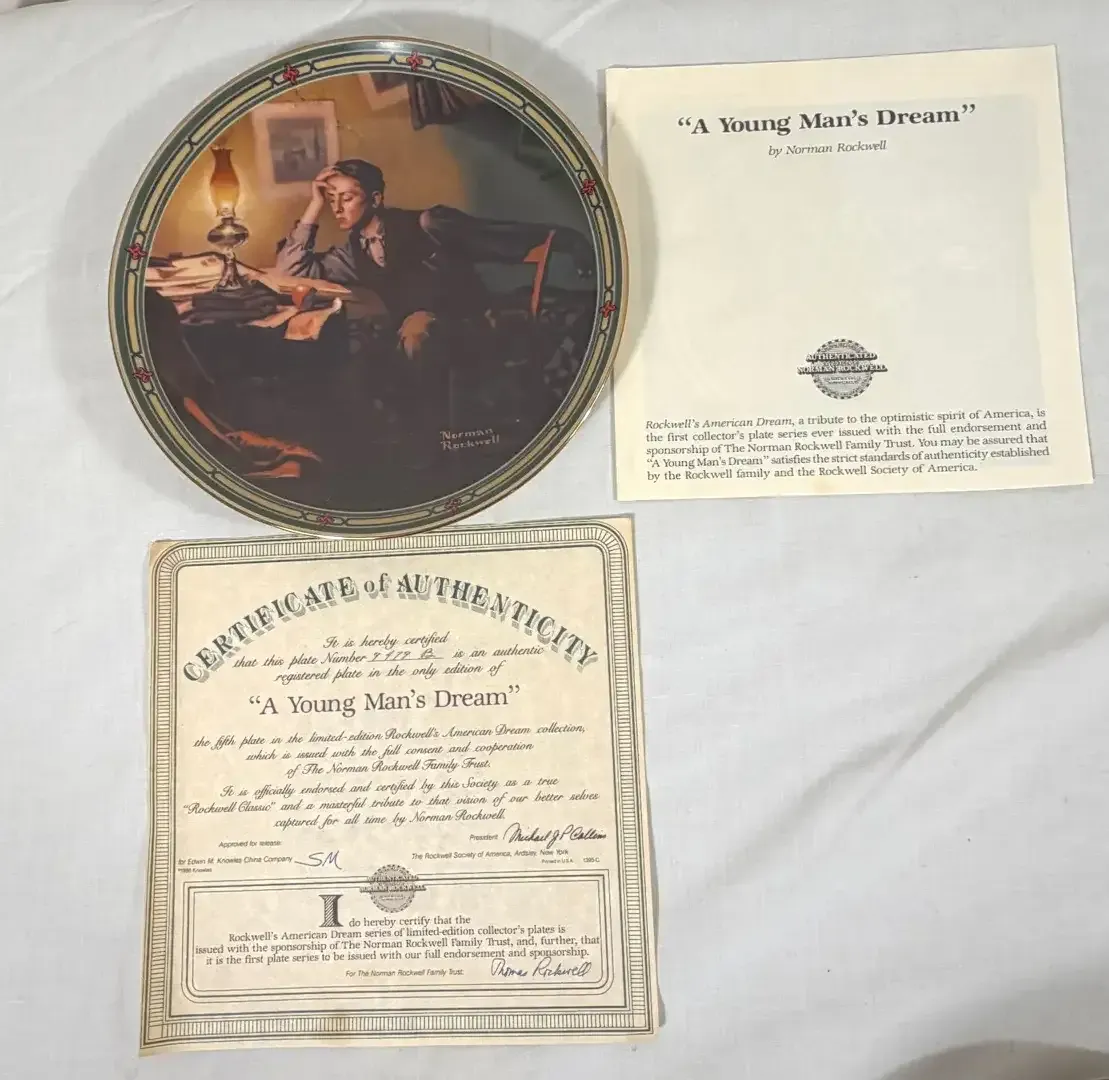 Norman
Rockwell
“A Young Man’s Dream”
by Norman Rockwell
AUTHENTICATED
NORMAN ROCKWELL
Rockwell’s American Dream, a tribute to the optimistic spirit of America, is
the first collector’s plate series ever issued with the full endorsement and
sponsorship of The Norman Rockwell Family Trust. You may be assured that
“A Young Man’s Dream” satisfies the strict standards of authenticity established
by the Rockwell family and the Rockwell Society of America.
CERTIFICATE of AUTHENTICITY
It is hereby certified
that this plate Number 9479 B is an authentic
registered plate in the only edition of
“A Young Man’s Dream”
the fifth plate in the limited-edition Rockwell’s American Dream collection,
which is issued with the full consent and cooperation
of The Norman Rockwell Family Trust.
It is officially endorsed and certified by this Society as a true
“Rockwell Classic” and a masterful tribute to that vision of our better selves
captured for all time by Norman Rockwell.
Approved for release:
President Michael J P Collins
for Edwin M. Knowles China Company SM
The Rockwell Society of America, Ardsley, New York
Printed in U.S.A.
AUTHENTICATED
NORMAN ROCKWELL
I do hereby certify that the
Rockwell’s American Dream series of limited-edition collector’s plates is
issued with the sponsorship of The Norman Rockwell Family Trust, and, further, that
it is the first plate series to be issued with our full endorsement and sponsorship.
For The Norman Rockwell Family Trust: Thomas Rockwell